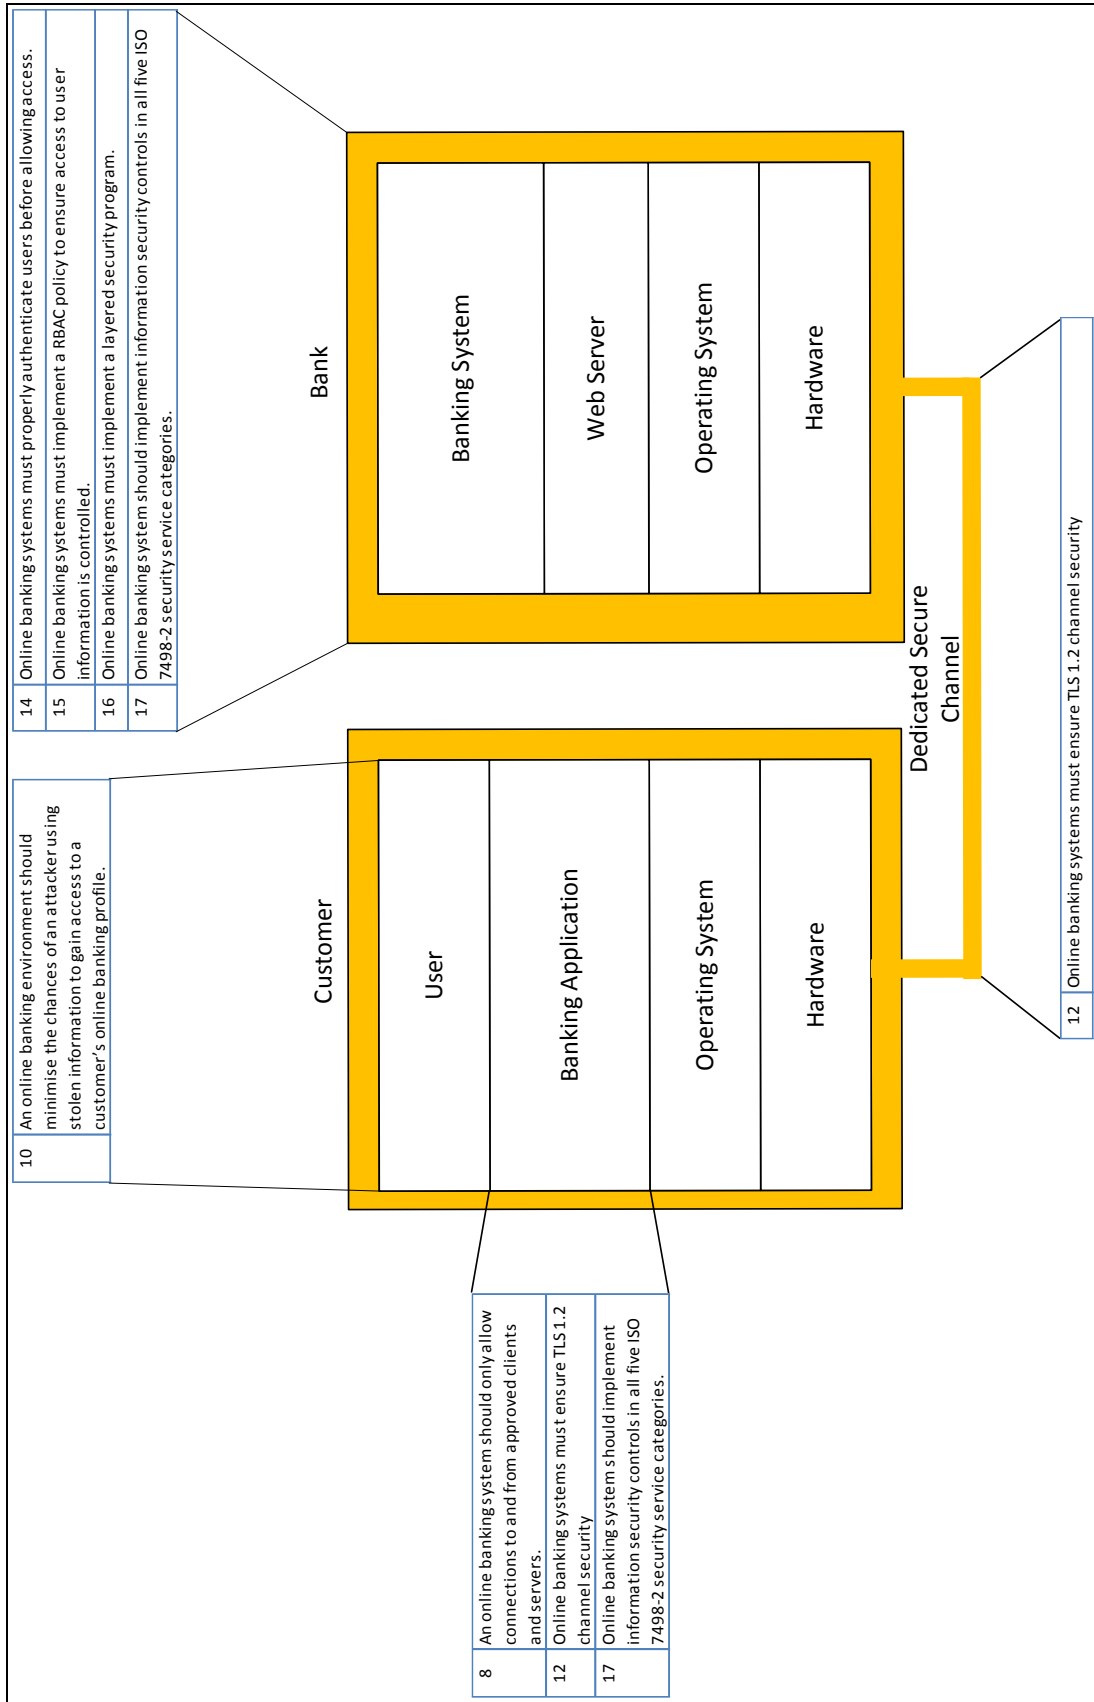 10 An online banking environment should
minimise the chances of an attacker using
stolen information to gain access to a
customer's online banking profile.
14 Online banking systems must properly authenticate users before allowing access.
15 Online banking systems must implement a RBAC policy to ensure access to user
information is controlled.
16 Online banking systems must implement a layered security program.
17 Online banking system should implement information security controls in all five ISO
7498-2 security service categories.
Customer
User
Banking Application
Operating System
Hardware
Bank
Banking System
Web Server
Operating System
Hardware
8 An online banking system should only allow
connections to and from approved clients
and servers.
12 Online banking systems must ensure TLS 1.2
channel security
17 Online banking system should implement
information security controls in all five ISO
7498-2 security service categories.
Dedicated Secure
Channel
12 Online banking systems must ensure TLS 1.2 channel security